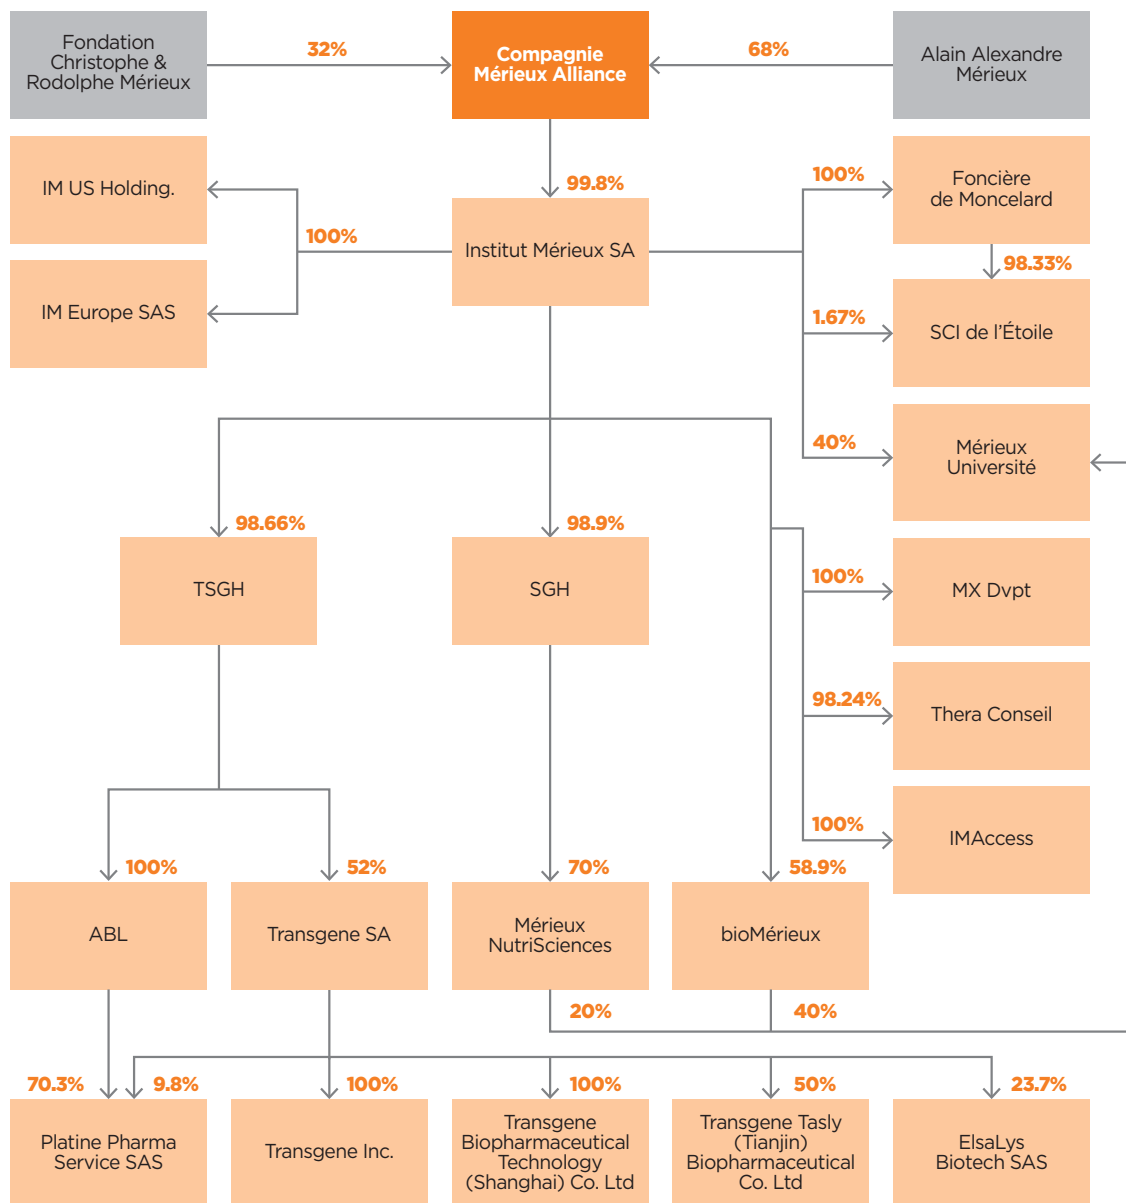 Fondation
Christophe &
Rodolphe Mérieux
32%
Compagnie
Mérieux Alliance
68%
Alain Alexandre
Mérieux
IM US Holding.
99.8%
100%
Foncière
de Moncelard
100%
Institut Mérieux SA
98.33%
IM Europe SAS
1.67%
SCI de l'Étoile
40%
Mérieux
Université
98.66%
98.9%
TSGH
SGH
100%
MX Dvpt
98.24%
Thera Conseil
100%
IMAccess
100%
52%
70%
58.9%
ABL
Transgene SA
Mérieux
NutriSciences
bioMérieux
20%
40%
70.3%
9.8%
100%
100%
50%
23.7%
Platine Pharma
Service SAS
Transgene Inc.
Transgene
Biopharmaceutical
Technology
(Shanghai) Co. Ltd
Transgene Tasly
(Tianjin)
Biopharmaceutical
Co. Ltd
ElsaLys
Biotech SAS